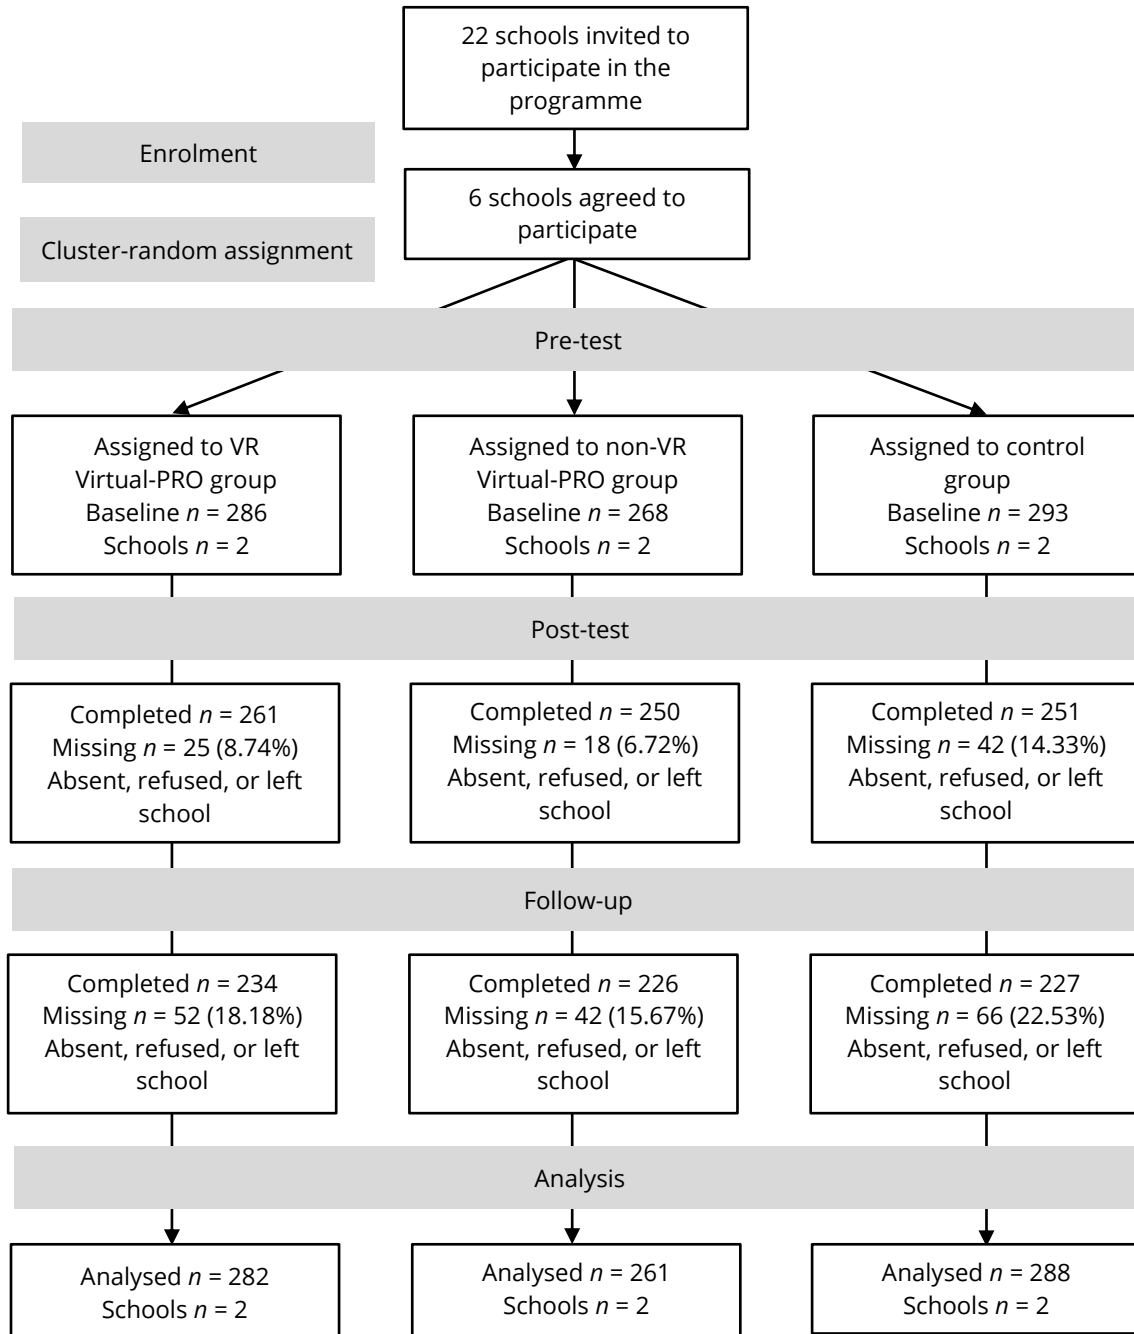 22 schools invited to
participate in the
programme
Enrolment
6 schools agreed to
participate
Cluster-random assignment
Pre-test
Assigned to VR
Virtual-PRO group
Baseline n = 286
Schools n = 2
Assigned to non-VR
Virtual-PRO group
Baseline n = 268
Schools n = 2
Assigned to control
group
Baseline n = 293
Schools n = 2
Post-test
Completed n = 261
Missing n = 25 (8.74%)
Absent, refused, or left
school
Completed n = 250
Missing n = 18 (6.72%)
Absent, refused, or left
school
Completed n = 251
Missing n = 42 (14.33%)
Absent, refused, or left
school
Follow-up
Completed n = 234
Missing n = 52 (18.18%)
Absent, refused, or left
school
Completed n = 226
Missing n = 42 (15.67%)
Absent, refused, or left
school
Completed n = 227
Missing n = 66 (22.53%)
Absent, refused, or left
school
Analysis
Analysed n = 282
Schools n = 2
Analysed n = 261
Schools n = 2
Analysed n = 288
Schools n = 2